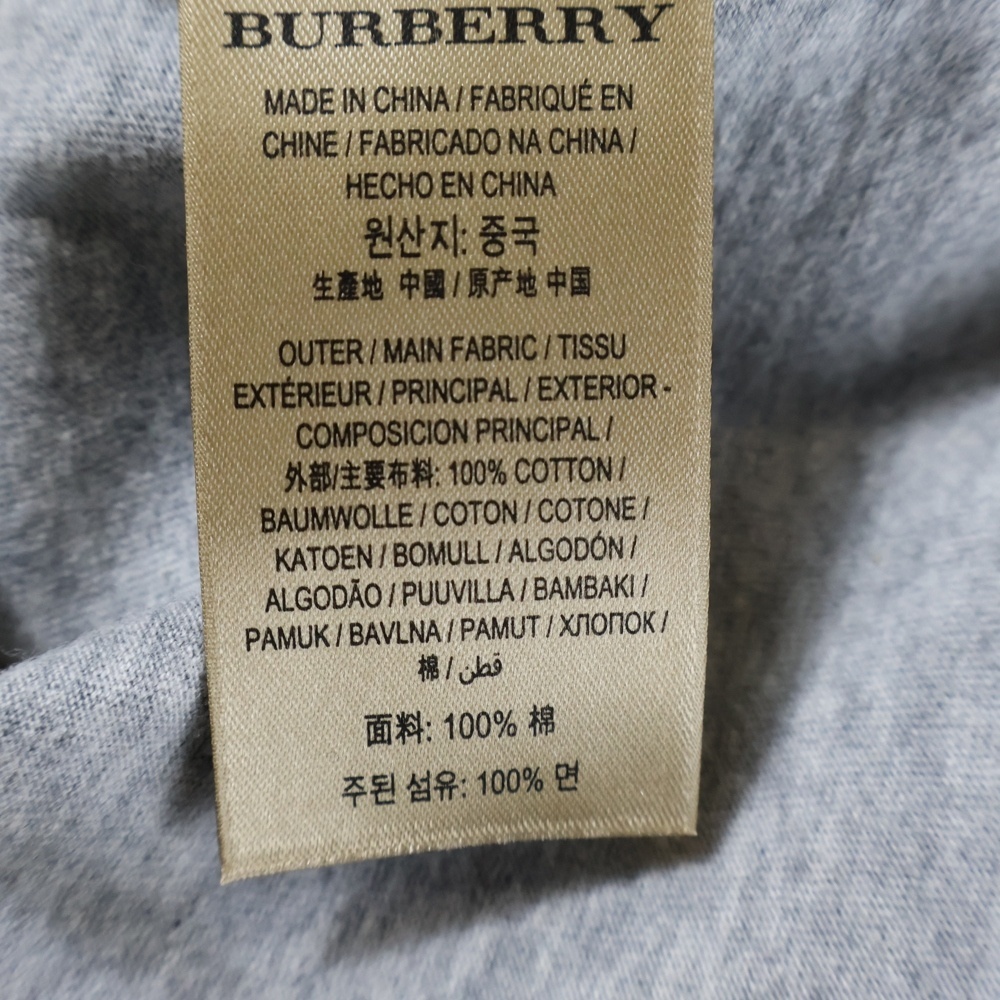 BURBERRY
MADE IN CHINA / FABRIQUÉ EN
CHINE / FABRICADO NA CHINA /
HECHO EN CHINA
원산지: 중국
生產地 中國 / 原产地 中国
OUTER / MAIN FABRIC / TISSU
EXTÉRIEUR / PRINCIPAL / EXTERIOR -
COMPOSICION PRINCIPAL /
外部/主要布料: 100% COTTON /
BAUMWOLLE / COTON / COTONE /
KATOEN / BOMULL / ALGODÓN /
ALGODÃO / PUUVILLA / BAMBAKI /
PAMUK / BAVLNA / PAMUT / ХЛОПОК /
棉 / قطن
面料: 100% 棉
주된 섬유: 100% 면